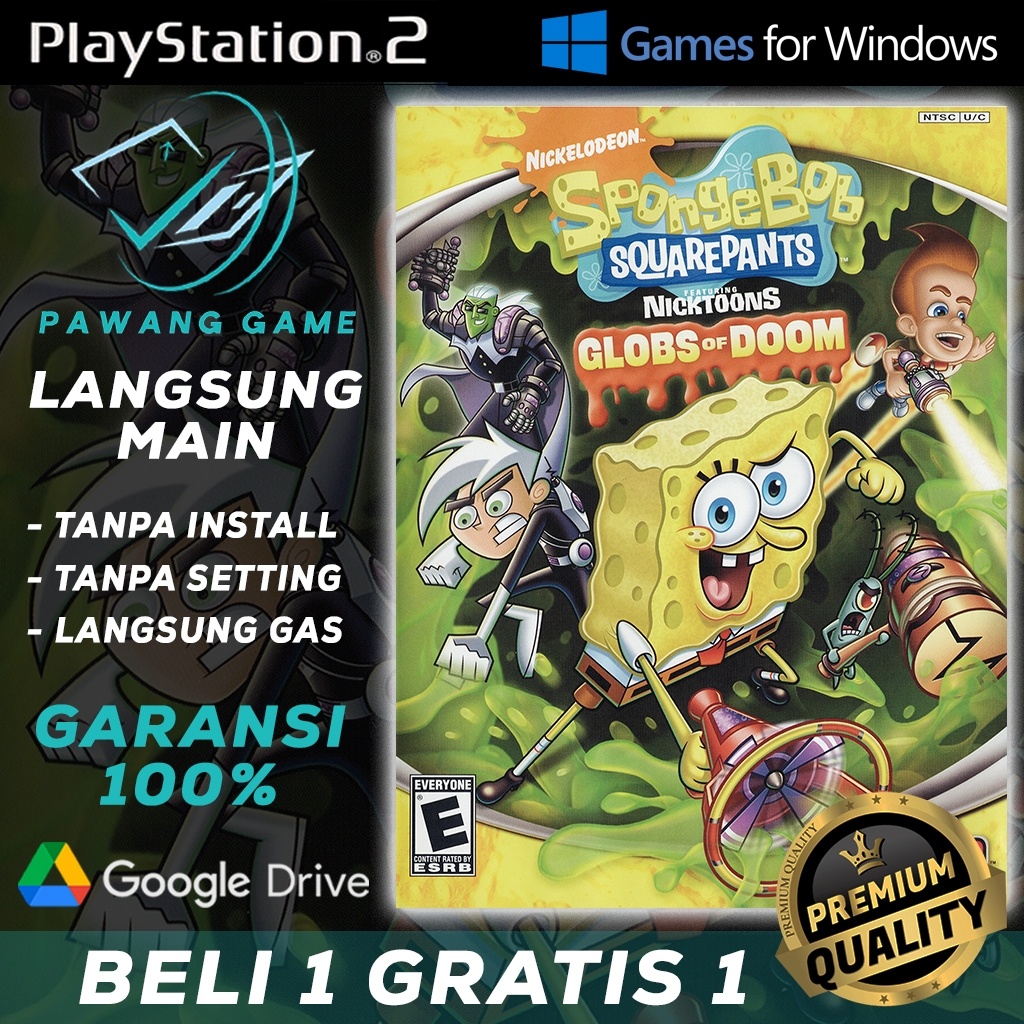 PlayStation®2
Games for Windows
PAWANG GAME
LANGSUNG
MAIN
- TANPA INSTALL
- TANPA SETTING
- LANGSUNG GAS
GARANSI
100%
Google Drive
NTSC U/C
NICKELODEON™
SPONGEBOB
SQUAREPANTS™
FEATURING
NICKTOONS
GLOBS OF DOOM
EVERYONE
E®
CONTENT RATED BY
ESRB
PREMIUM QUALITY
PREMIUM
QUALITY
BELI 1 GRATIS 1